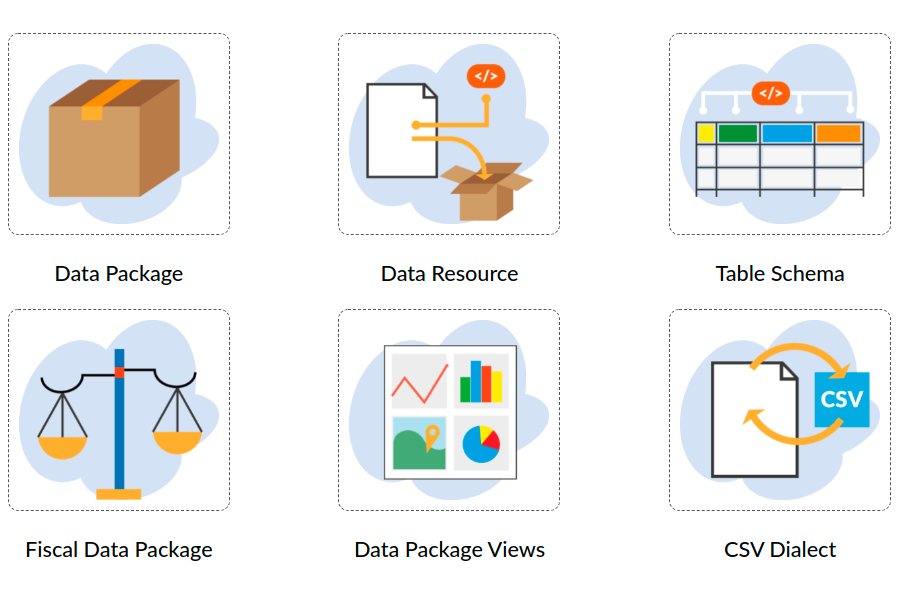 </>
</>
Data Package
Data Resource
Table Schema
CSV
Fiscal Data Package
Data Package Views
CSV Dialect